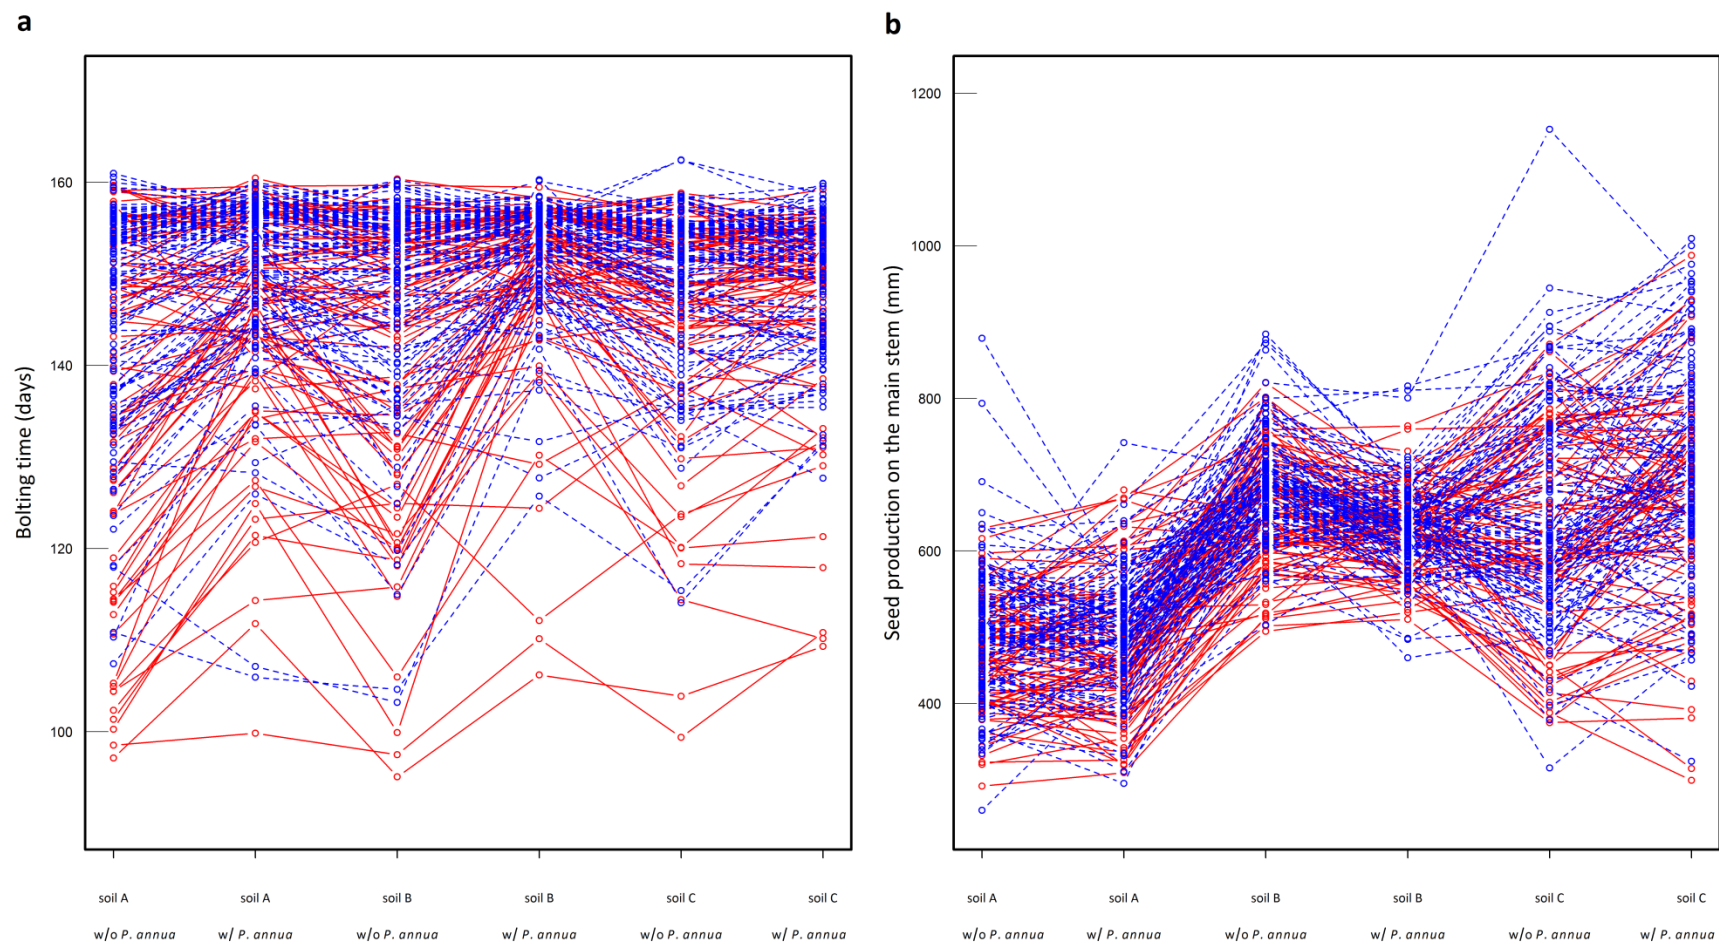 a
Bolting time (days)
160
140
120
100
soil A soil A soil B soil B soil C soil C
w/o P. annua w/ P. annua w/o P. annua w/ P. annua w/o P. annua w/ P. annua
b
Seed production on the main stem (mm)
1200
1000
800
600
400
soil A soil A soil B soil B soil C soil C
w/o P. annua w/ P. annua w/o P. annua w/ P. annua w/o P. annua w/ P. annua